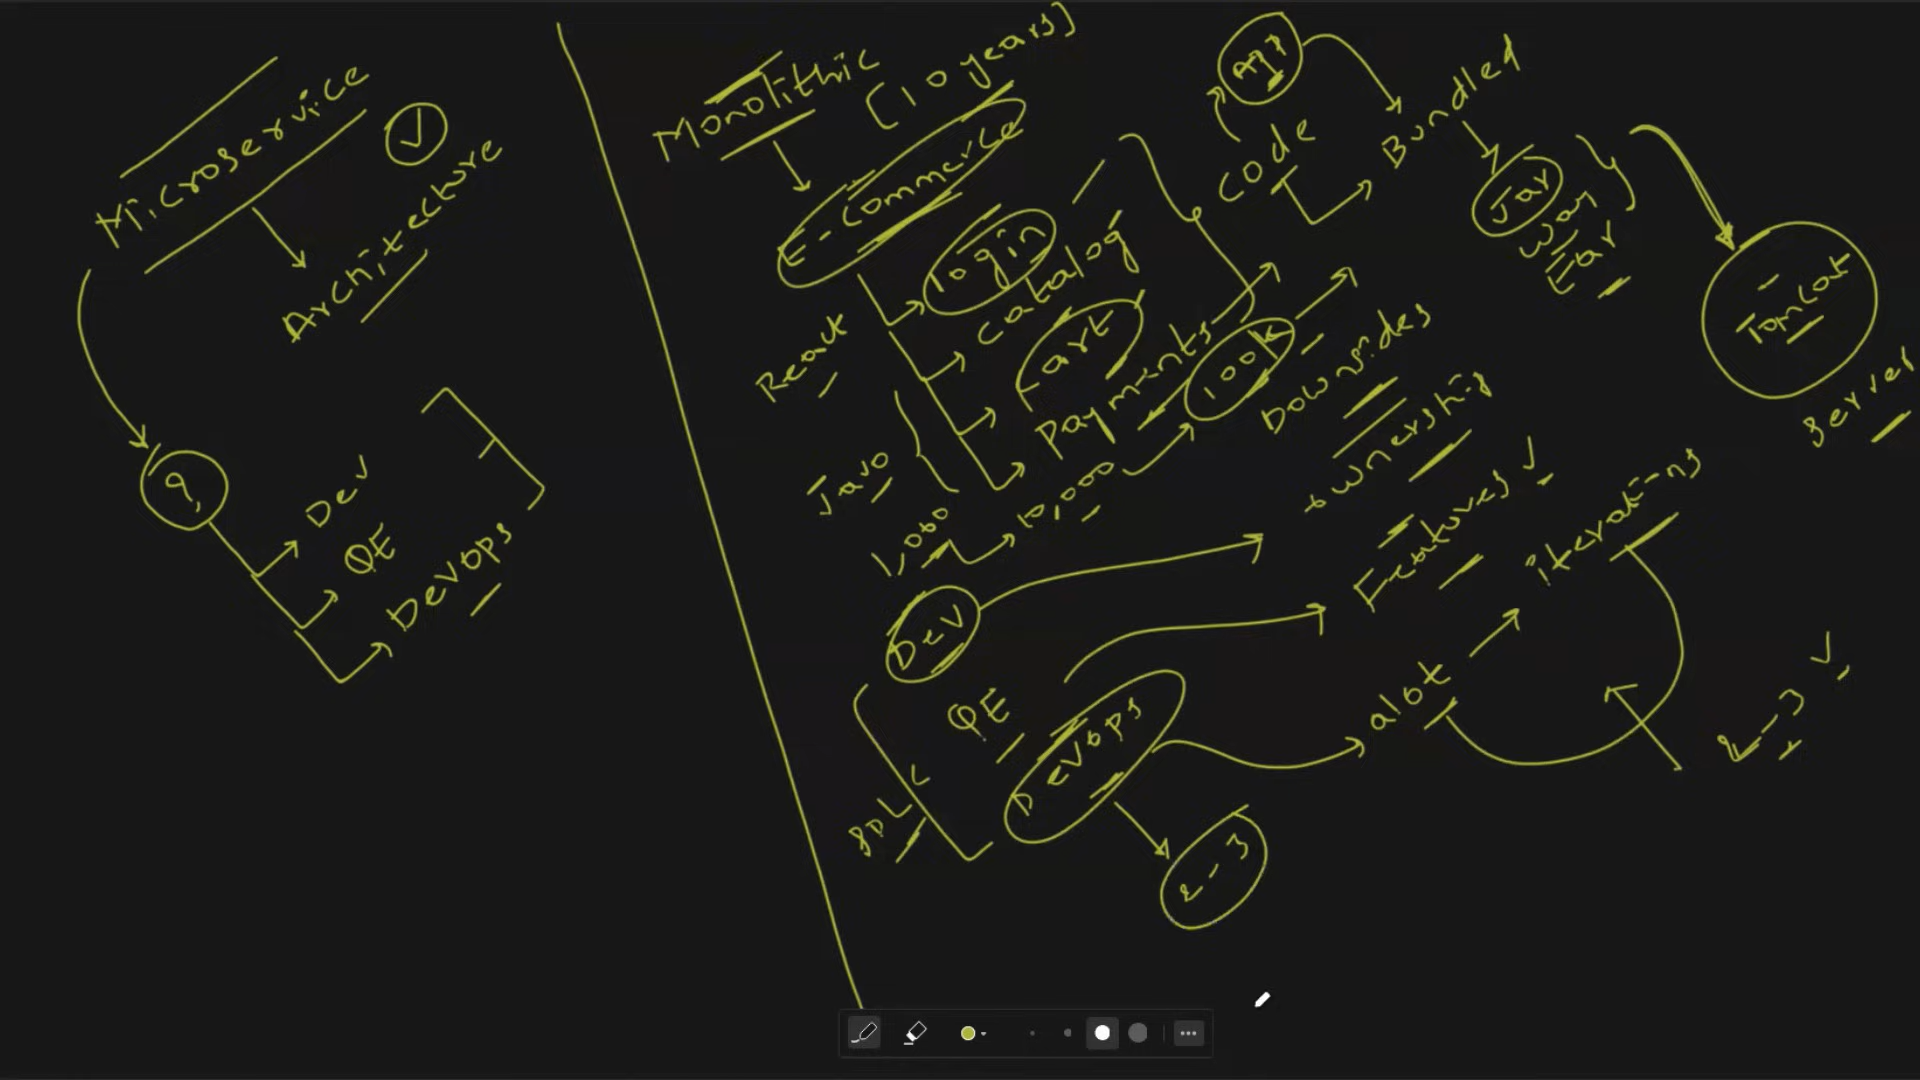 Microservice
Architecture
?
Dev
QE
Devops
Monolithic
[10 years]
E-commerce
login
catalog
cart
Payments
React
Java
1,000
10,000
100K
Code
App
Bundled
Jar
War
Ear
Tomcat
Server
Downsides
ownership
Features
iterations
Dev
QE
Devops
SDLC
2-3
alot
2-3